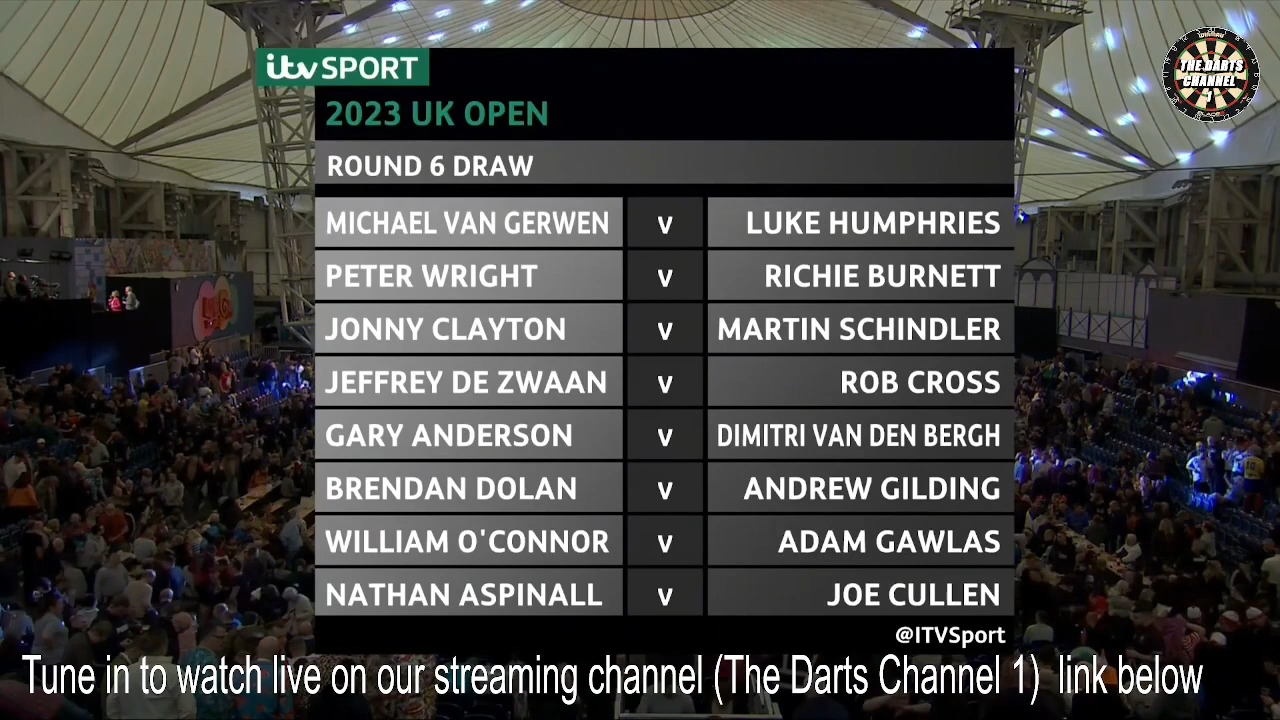 itv SPORT
THE DARTS
CHANNEL
1
2023 UK OPEN
ROUND 6 DRAW
MICHAEL VAN GERWEN v LUKE HUMPHRIES
PETER WRIGHT v RICHIE BURNETT
JONNY CLAYTON v MARTIN SCHINDLER
JEFFREY DE ZWAAN v ROB CROSS
GARY ANDERSON v DIMITRI VAN DEN BERGH
BRENDAN DOLAN v ANDREW GILDING
WILLIAM O'CONNOR v ADAM GAWLAS
NATHAN ASPINALL v JOE CULLEN
@ITVSport
Tune in to watch live on our streaming channel (The Darts Channel 1) link below